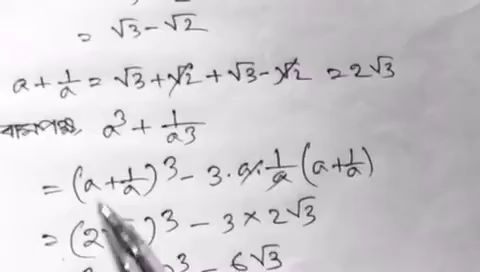 = √3 - √2
a + 1/a = √3 + √2 + √3 - √2 = 2√3
বামপক্ষ, a³ + 1/a³
= (a + 1/a)³ - 3 · a · 1/a (a + 1/a)
= (2 )³ - 3 × 2√3
³ - 6√3